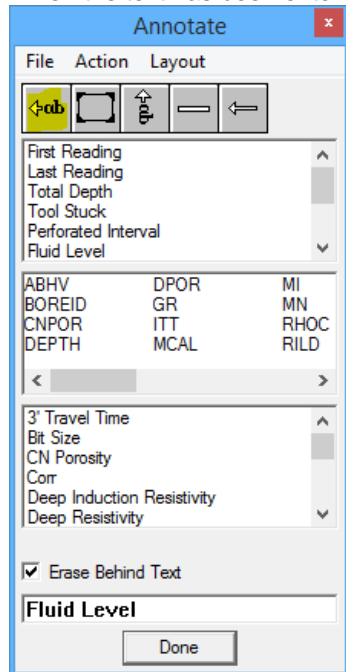 Annotate x
File Action Layout
ab ab
First Reading
Last Reading
Total Depth
Tool Stuck
Perforated Interval
Fluid Level
ABHV DPOR MI
BOREID GR MN
CNPOR ITT RHOC
DEPTH MCAL RILD
3' Travel Time
Bit Size
CN Porosity
Corr
Deep Induction Resistivity
Deep Resistivity
Erase Behind Text
Fluid Level
Done